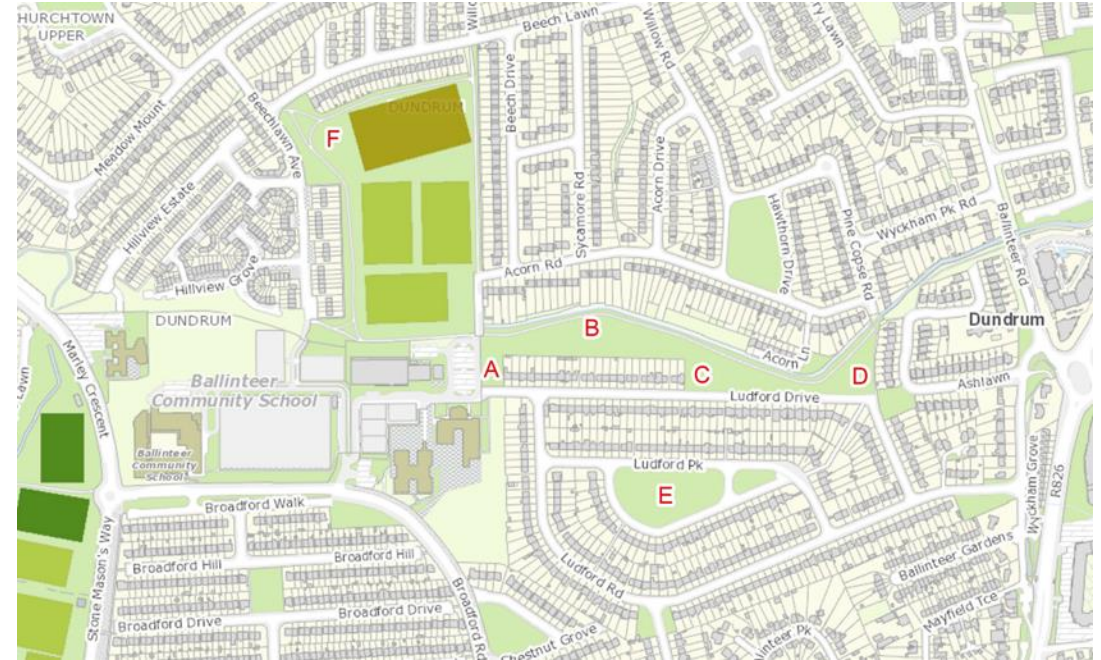 HURCHTOWN
UPPER
Beech Lawn
Willow Rd
DUNDRUM
Beechlawn
Ave
Beech Drive
F
Meadow Mount
Acorn Drive
Sycamore Rd
Hillview Estate
Hawthorn Drive
Pine Copse
Rd
Wyckham Pk Rd
Ballinteer Rd
Acorn Rd
Hillview Grove
DUNDRUM
B
Dundrum
Acorn Ln
Marley Crescent
A
C
D
Ashlawn
Lawn
Ballinteer
Community School
Ludford Drive
Ballinteer
Community
School
Ludford Pk
E
Wyckham Grove
R826
Broadford Walk
Broadford Hill
Broadford Hill
Ludford Rd
Ballinteer Gardens
Stone Mason's Way
Broadford Drive
Broadford Drive
Broadford Rd
Mayfield Tce
Chestnut Grove
linteer Pk